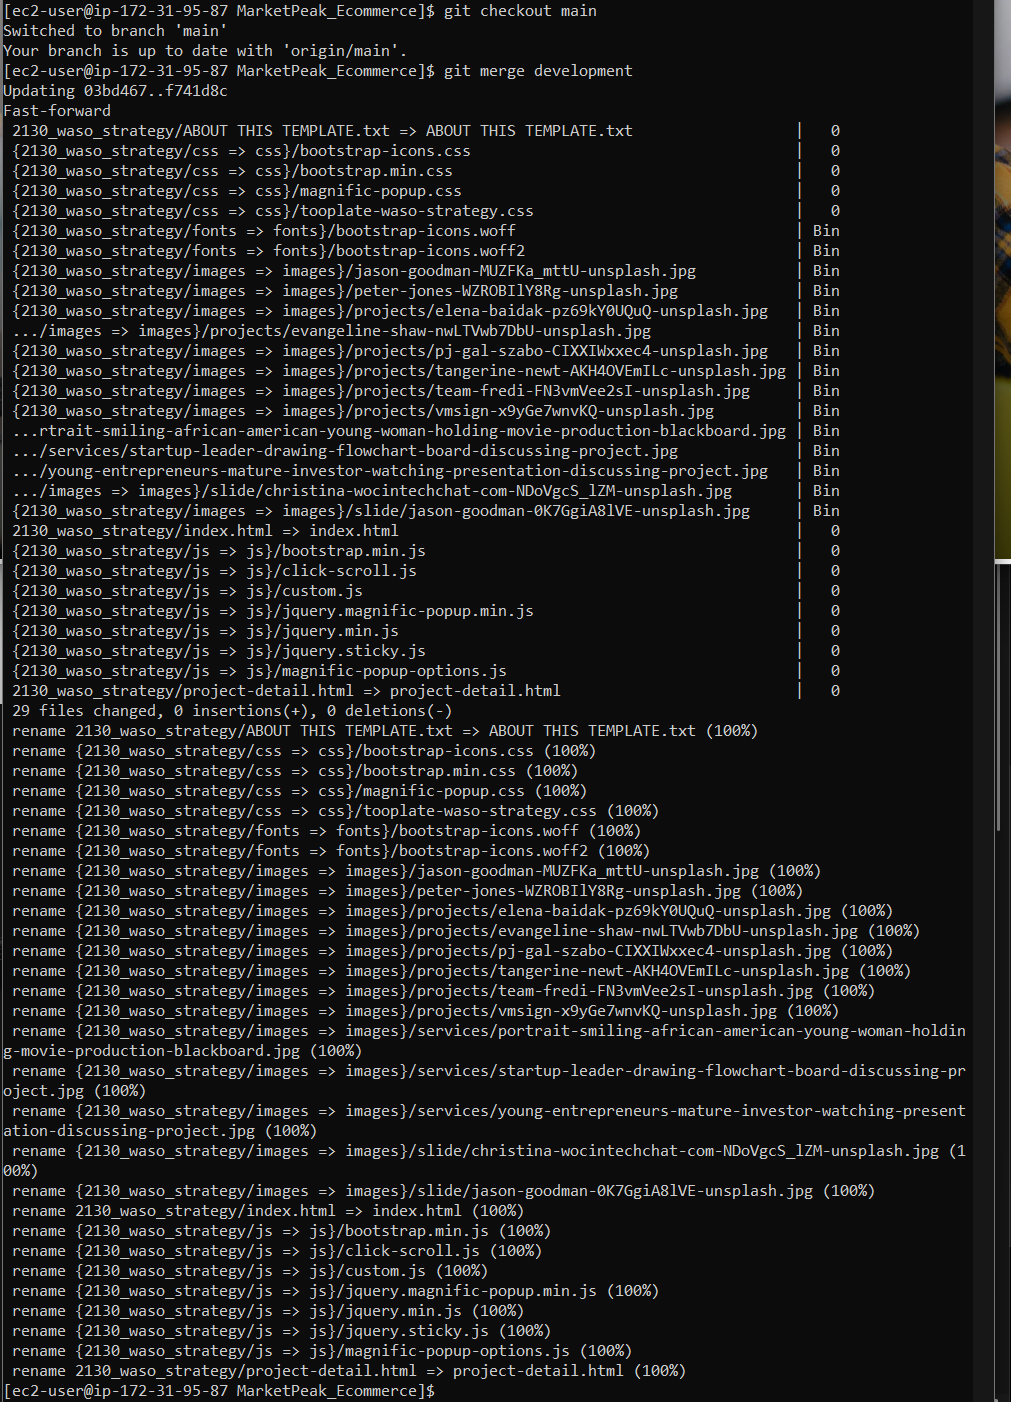 [ec2-user@ip-172-31-95-87 MarketPeak_Ecommerce]$ git checkout main
Switched to branch 'main'
Your branch is up to date with 'origin/main'.
[ec2-user@ip-172-31-95-87 MarketPeak_Ecommerce]$ git merge development
Updating 03bd467..f741d8c
Fast-forward
 2130_waso_strategy/ABOUT THIS TEMPLATE.txt => ABOUT THIS TEMPLATE.txt | 0
 {2130_waso_strategy/css => css}/bootstrap-icons.css | 0
 {2130_waso_strategy/css => css}/bootstrap.min.css | 0
 {2130_waso_strategy/css => css}/magnific-popup.css | 0
 {2130_waso_strategy/css => css}/tooplate-waso-strategy.css | 0
 {2130_waso_strategy/fonts => fonts}/bootstrap-icons.woff | Bin
 {2130_waso_strategy/fonts => fonts}/bootstrap-icons.woff2 | Bin
 {2130_waso_strategy/images => images}/jason-goodman-MUZFKa_mttU-unsplash.jpg | Bin
 {2130_waso_strategy/images => images}/peter-jones-WZROBIlY8Rg-unsplash.jpg | Bin
 {2130_waso_strategy/images => images}/projects/elena-baidak-pz69kY0UQuQ-unsplash.jpg | Bin
 .../images => images}/projects/evangeline-shaw-nwLTVwb7DbU-unsplash.jpg | Bin
 {2130_waso_strategy/images => images}/projects/pj-gal-szabo-CIXXIWxxec4-unsplash.jpg | Bin
 {2130_waso_strategy/images => images}/projects/tangerine-newt-AKH4OVEmILc-unsplash.jpg | Bin
 {2130_waso_strategy/images => images}/projects/team-fredi-FN3vmVee2sI-unsplash.jpg | Bin
 {2130_waso_strategy/images => images}/projects/vmsign-x9yGe7wnvKQ-unsplash.jpg | Bin
 ...rtrait-smiling-african-american-young-woman-holding-movie-production-blackboard.jpg | Bin
 .../services/startup-leader-drawing-flowchart-board-discussing-project.jpg | Bin
 .../young-entrepreneurs-mature-investor-watching-presentation-discussing-project.jpg | Bin
 .../images => images}/slide/christina-wocintechchat-com-NDoVgcS_lZM-unsplash.jpg | Bin
 {2130_waso_strategy/images => images}/slide/jason-goodman-0K7GgiA8lVE-unsplash.jpg | Bin
 2130_waso_strategy/index.html => index.html | 0
 {2130_waso_strategy/js => js}/bootstrap.min.js | 0
 {2130_waso_strategy/js => js}/click-scroll.js | 0
 {2130_waso_strategy/js => js}/custom.js | 0
 {2130_waso_strategy/js => js}/jquery.magnific-popup.min.js | 0
 {2130_waso_strategy/js => js}/jquery.min.js | 0
 {2130_waso_strategy/js => js}/jquery.sticky.js | 0
 {2130_waso_strategy/js => js}/magnific-popup-options.js | 0
 2130_waso_strategy/project-detail.html => project-detail.html | 0
 29 files changed, 0 insertions(+), 0 deletions(-)
 rename 2130_waso_strategy/ABOUT THIS TEMPLATE.txt => ABOUT THIS TEMPLATE.txt (100%)
 rename {2130_waso_strategy/css => css}/bootstrap-icons.css (100%)
 rename {2130_waso_strategy/css => css}/bootstrap.min.css (100%)
 rename {2130_waso_strategy/css => css}/magnific-popup.css (100%)
 rename {2130_waso_strategy/css => css}/tooplate-waso-strategy.css (100%)
 rename {2130_waso_strategy/fonts => fonts}/bootstrap-icons.woff (100%)
 rename {2130_waso_strategy/fonts => fonts}/bootstrap-icons.woff2 (100%)
 rename {2130_waso_strategy/images => images}/jason-goodman-MUZFKa_mttU-unsplash.jpg (100%)
 rename {2130_waso_strategy/images => images}/peter-jones-WZROBIlY8Rg-unsplash.jpg (100%)
 rename {2130_waso_strategy/images => images}/projects/elena-baidak-pz69kY0UQuQ-unsplash.jpg (100%)
 rename {2130_waso_strategy/images => images}/projects/evangeline-shaw-nwLTVwb7DbU-unsplash.jpg (100%)
 rename {2130_waso_strategy/images => images}/projects/pj-gal-szabo-CIXXIWxxec4-unsplash.jpg (100%)
 rename {2130_waso_strategy/images => images}/projects/tangerine-newt-AKH4OVEmILc-unsplash.jpg (100%)
 rename {2130_waso_strategy/images => images}/projects/team-fredi-FN3vmVee2sI-unsplash.jpg (100%)
 rename {2130_waso_strategy/images => images}/projects/vmsign-x9yGe7wnvKQ-unsplash.jpg (100%)
 rename {2130_waso_strategy/images => images}/services/portrait-smiling-african-american-young-woman-holdin
g-movie-production-blackboard.jpg (100%)
 rename {2130_waso_strategy/images => images}/services/startup-leader-drawing-flowchart-board-discussing-pr
oject.jpg (100%)
 rename {2130_waso_strategy/images => images}/services/young-entrepreneurs-mature-investor-watching-present
ation-discussing-project.jpg (100%)
 rename {2130_waso_strategy/images => images}/slide/christina-wocintechchat-com-NDoVgcS_lZM-unsplash.jpg (1
00%)
 rename {2130_waso_strategy/images => images}/slide/jason-goodman-0K7GgiA8lVE-unsplash.jpg (100%)
 rename 2130_waso_strategy/index.html => index.html (100%)
 rename {2130_waso_strategy/js => js}/bootstrap.min.js (100%)
 rename {2130_waso_strategy/js => js}/click-scroll.js (100%)
 rename {2130_waso_strategy/js => js}/custom.js (100%)
 rename {2130_waso_strategy/js => js}/jquery.magnific-popup.min.js (100%)
 rename {2130_waso_strategy/js => js}/jquery.min.js (100%)
 rename {2130_waso_strategy/js => js}/jquery.sticky.js (100%)
 rename {2130_waso_strategy/js => js}/magnific-popup-options.js (100%)
 rename 2130_waso_strategy/project-detail.html => project-detail.html (100%)
[ec2-user@ip-172-31-95-87 MarketPeak_Ecommerce]$